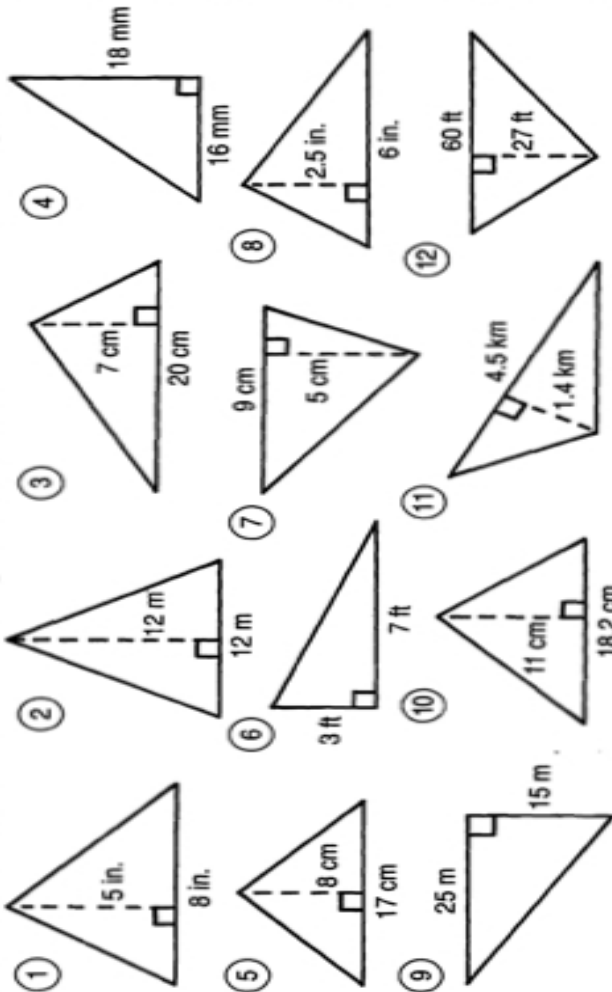 1
5 in.
8 in.
2
12 m
12 m
3
7 cm
20 cm
4
18 mm
16 mm
5
8 cm
17 cm
6
3 ft
7 ft
7
9 cm
5 cm
8
2.5 in.
6 in.
9
25 m
15 m
10
11 cm
18.2 cm
11
4.5 km
1.4 km
12
60 ft
27 ft